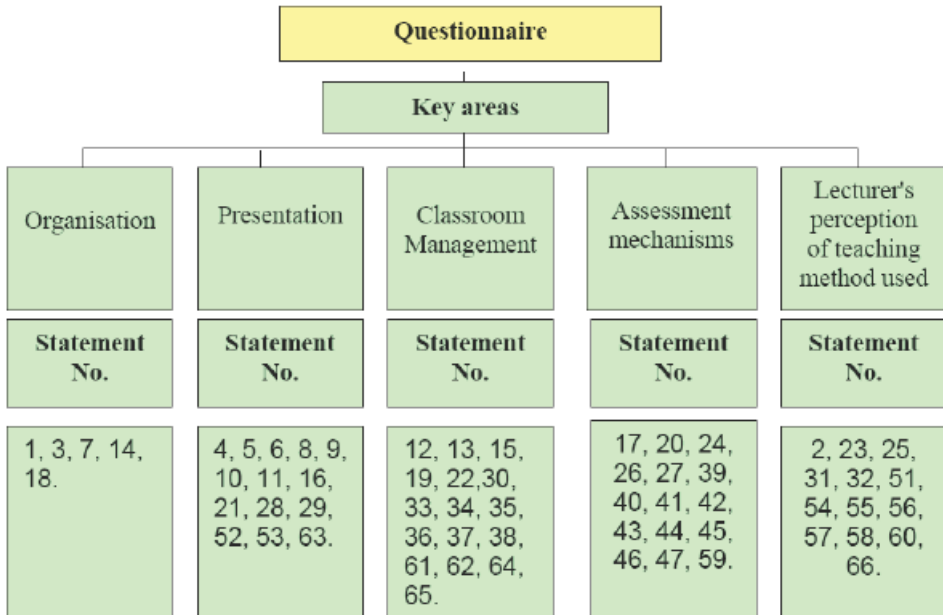 Questionnaire
Key areas
Organisation
Presentation
Classroom
Management
Assessment
mechanisms
Lecturer's
perception
of teaching
method used
Statement
No.
Statement
No.
Statement
No.
Statement
No.
Statement
No.
1, 3, 7, 14,
18.
4, 5, 6, 8, 9,
10, 11, 16,
21, 28, 29,
52, 53, 63.
12, 13, 15,
19, 22,30,
33, 34, 35,
36, 37, 38,
61, 62, 64,
65.
17, 20, 24,
26, 27, 39,
40, 41, 42,
43, 44, 45,
46, 47, 59.
2, 23, 25,
31, 32, 51,
54, 55, 56,
57, 58, 60,
66.